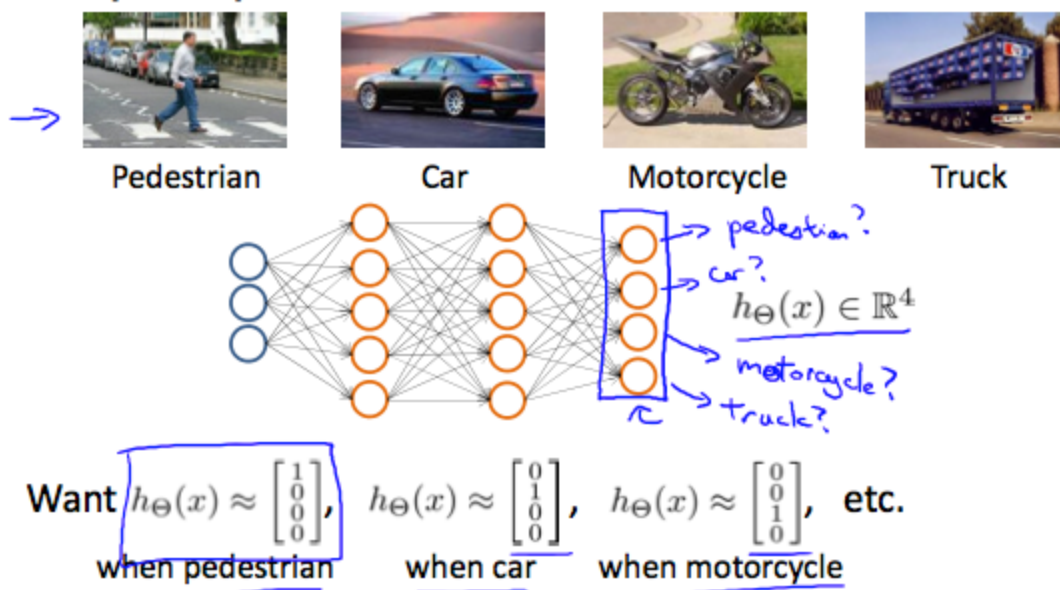 Pedestrian Car Motorcycle Truck
pedestrian?
car?
hΘ(x) ∈ ℝ⁴
motorcycle?
truck?
Want hΘ(x) ≈ [1 0 0 0], hΘ(x) ≈ [0 1 0 0], hΘ(x) ≈ [0 0 1 0], etc.
when pedestrian when car when motorcycle